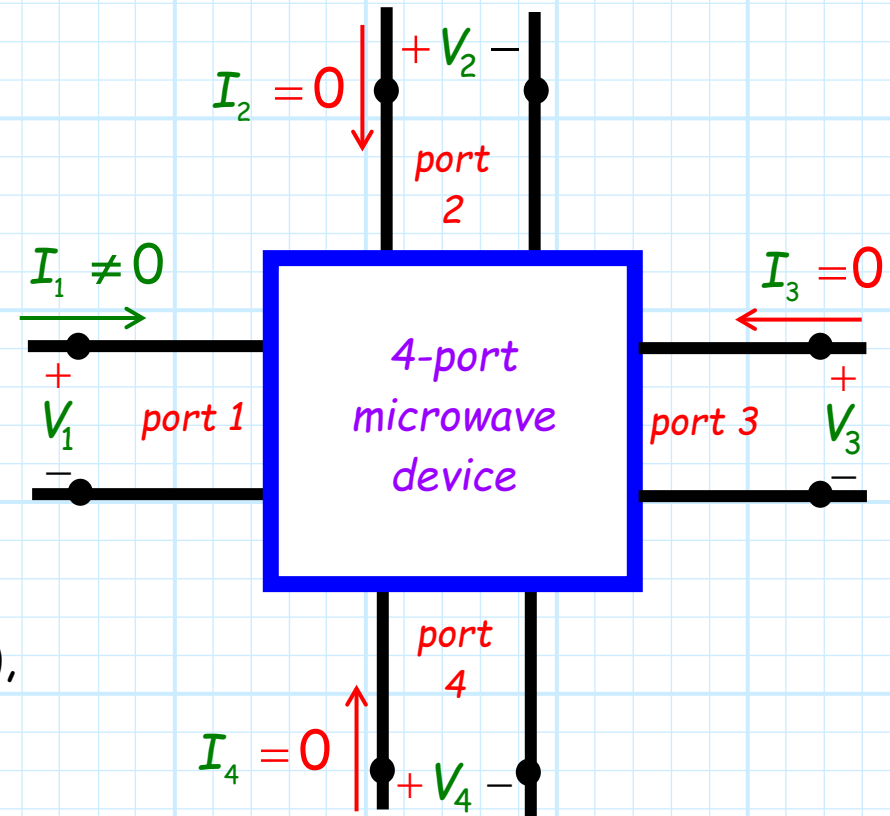 + V₂ −
I₂ = 0
port
2
I₁ ≠ 0
I₃ = 0
+
V₁
−
port 1
4-port
microwave
device
port 3
+
V₃
−
port
4
),
I₄ = 0
+ V₄ −